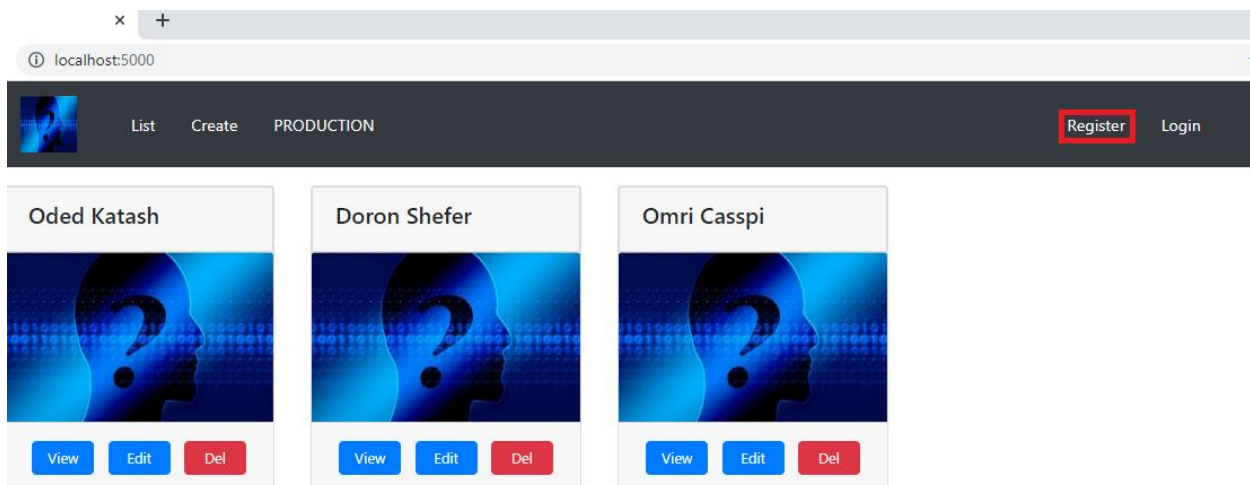 localhost:5000
List Create PRODUCTION Register Login
Oded Katash Doron Shefer Omri Casspi
View Edit Del View Edit Del View Edit Del